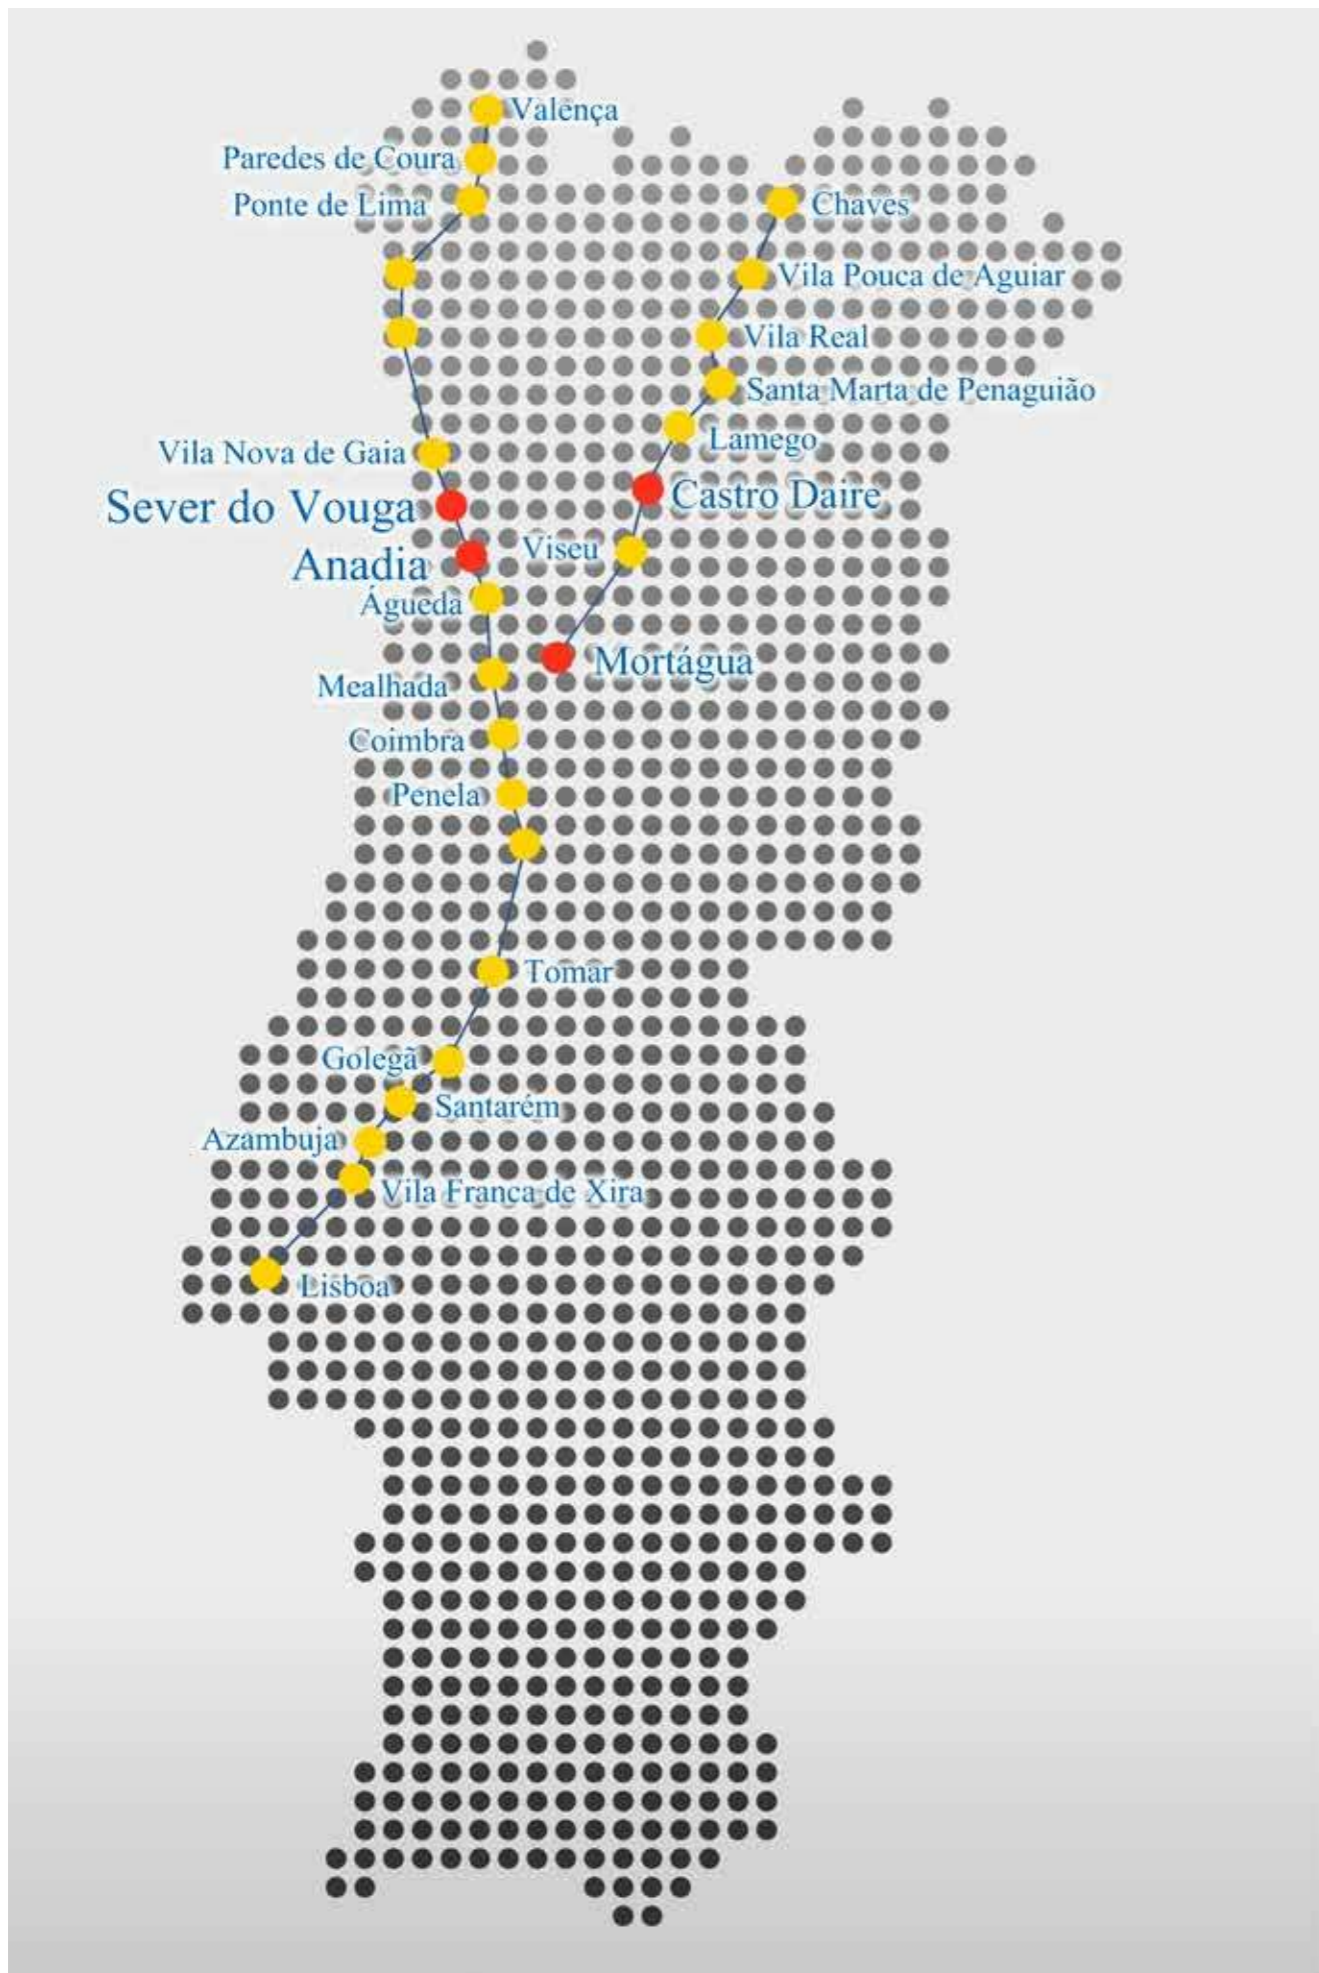 Valença
Paredes de Coura
Ponte de Lima
Chaves
Vila Pouca de Aguiar
Vila Real
Santa Marta de Penaguião
Lamego
Vila Nova de Gaia
Castro Daire
Sever do Vouga
Viseu
Anadia
Águeda
Mortágua
Mealhada
Coimbra
Penela
Tomar
Golegã
Santarém
Azambuja
Vila Franca de Xira
Lisboa